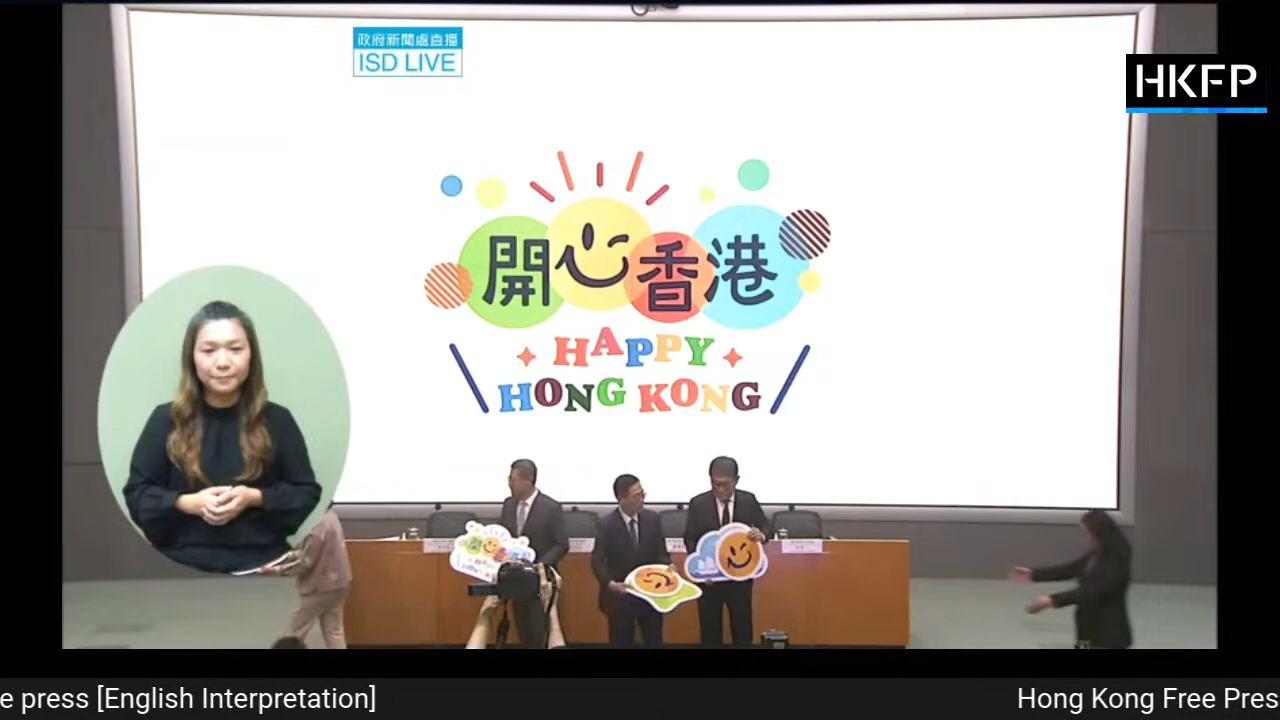 政府新聞處直播
ISD LIVE
HKFP
開心香港
HAPPY
HONG KONG
e press [English Interpretation]
Hong Kong Free Pres